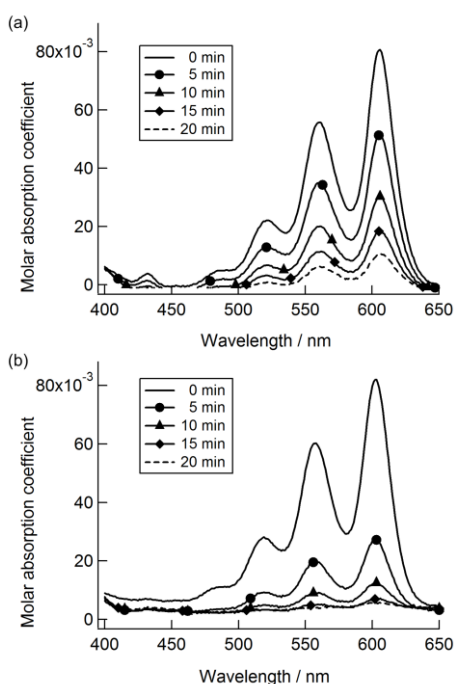 (a)
80x10-3
60
40
20
0
Molar absorption coefficient
0 min
5 min
10 min
15 min
20 min
400 450 500 550 600 650
Wavelength / nm
(b)
80x10-3
60
40
20
0
Molar absorption coefficient
0 min
5 min
10 min
15 min
20 min
400 450 500 550 600 650
Wavelength / nm